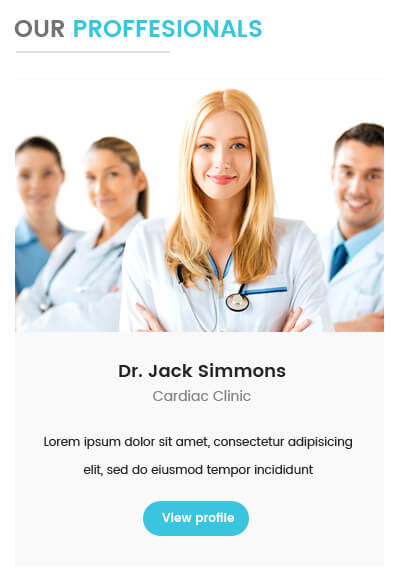 OUR PROFFESIONALS
Dr. Jack Simmons
Cardiac Clinic
Lorem ipsum dolor sit amet, consectetur adipisicing
elit, sed do eiusmod tempor incididunt
View profile